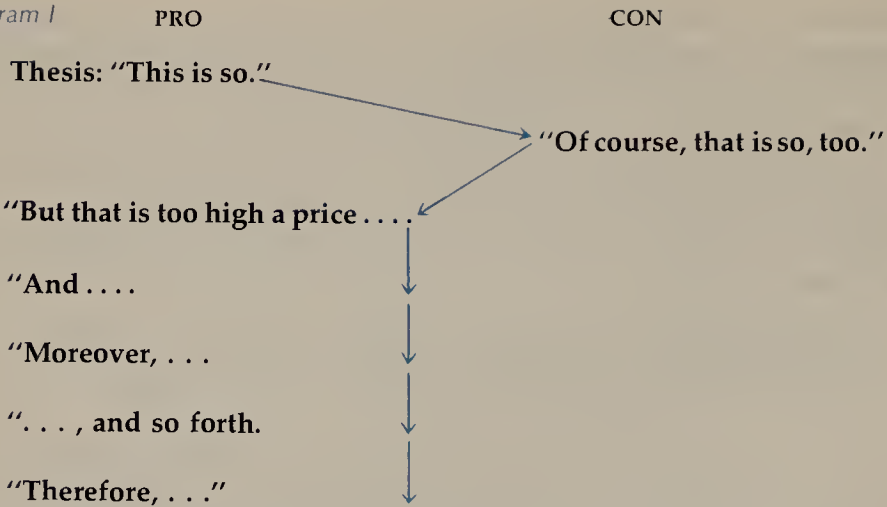 ram I
PRO CON
Thesis: “This is so.”
“Of course, that is so, too.”
“But that is too high a price . . . .
“And . . . .
“Moreover, . . .
“. . . , and so forth.
“Therefore, . . .”